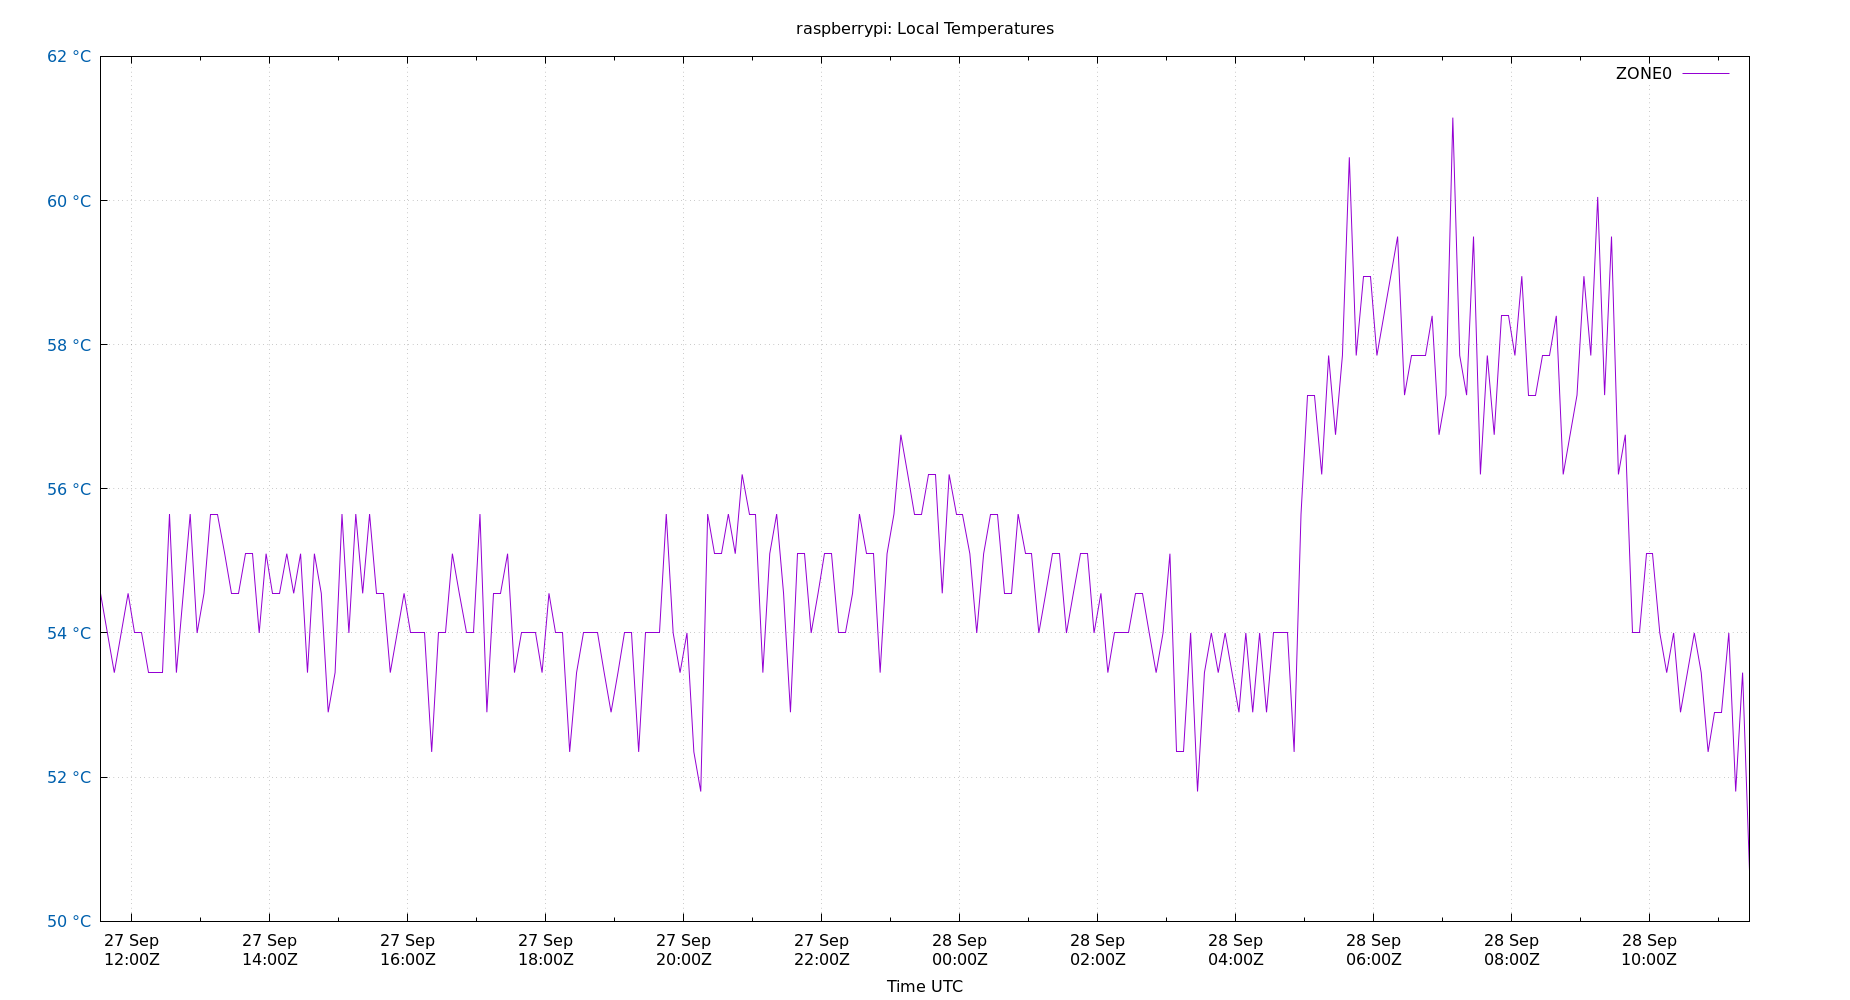 raspberrypi: Local Temperatures
62 °C
ZONE0
60 °C
58 °C
56 °C
54 °C
52 °C
50 °C
27 Sep 27 Sep 27 Sep 27 Sep 27 Sep 27 Sep 28 Sep 28 Sep 28 Sep 28 Sep 28 Sep 28 Sep
12:00Z 14:00Z 16:00Z 18:00Z 20:00Z 22:00Z 00:00Z 02:00Z 04:00Z 06:00Z 08:00Z 10:00Z
Time UTC